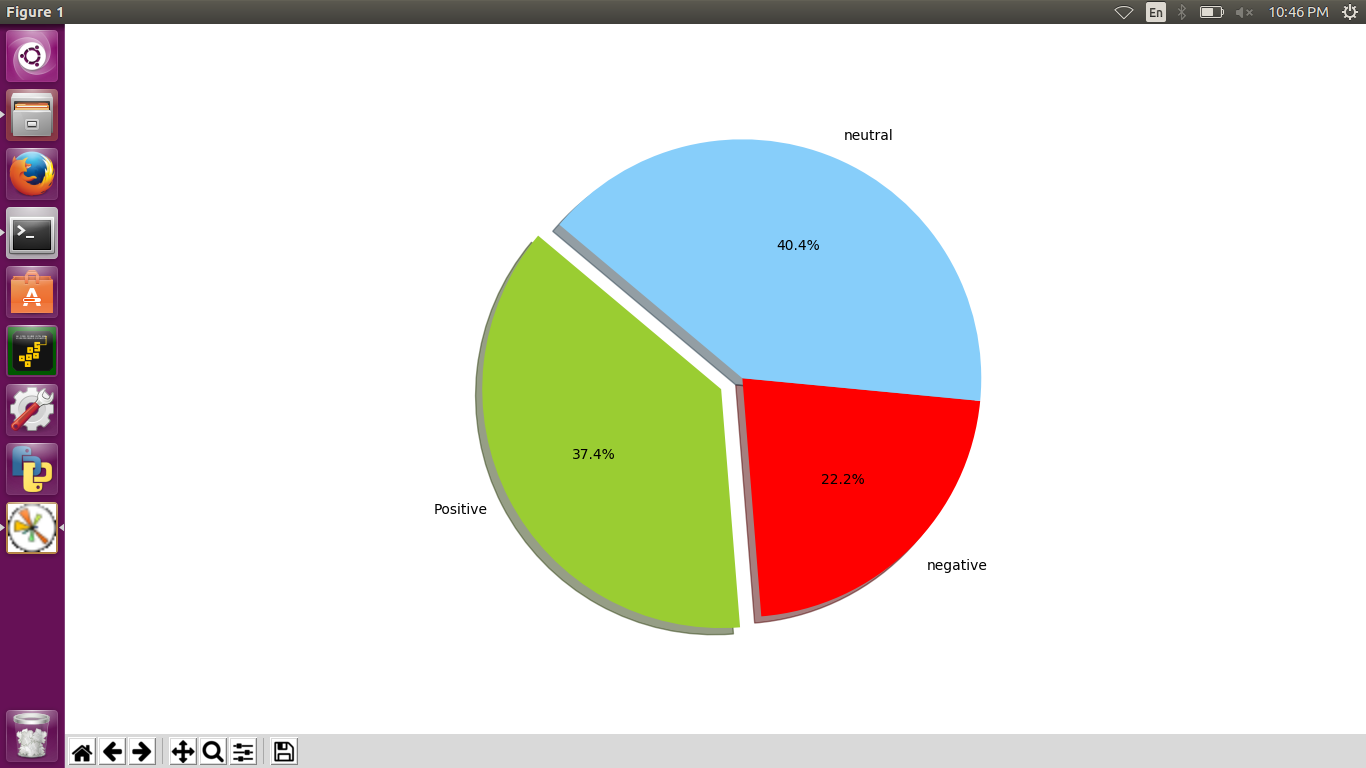 Figure 1
En
10:46 PM
neutral
40.4%
37.4%
22.2%
Positive
negative